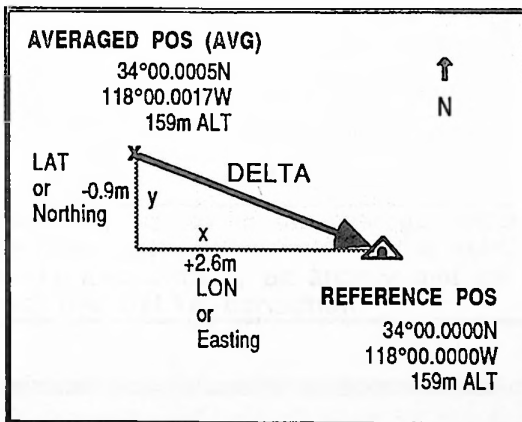 AVERAGED POS (AVG)
34°00.0005N
118°00.0017W
159m ALT
N
LAT
or
Northing
-0.9m
y
DELTA
x
+2.6m
LON
or
Easting
REFERENCE POS
34°00.0000N
118°00.0000W
159m ALT